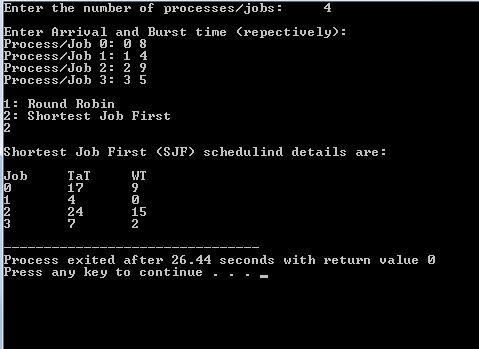 Enter the number of processes/jobs: 4
Enter Arrival and Burst time (repectively):
Process/Job 0: 0 8
Process/Job 1: 1 4
Process/Job 2: 2 9
Process/Job 3: 3 5
1: Round Robin
2: Shortest Job First
2
Shortest Job First (SJF) schedulind details are:
Job TaT WT
0 17 9
1 4 0
2 24 15
3 7 2
--------------------------------
Process exited after 26.44 seconds with return value 0
Press any key to continue . . . _